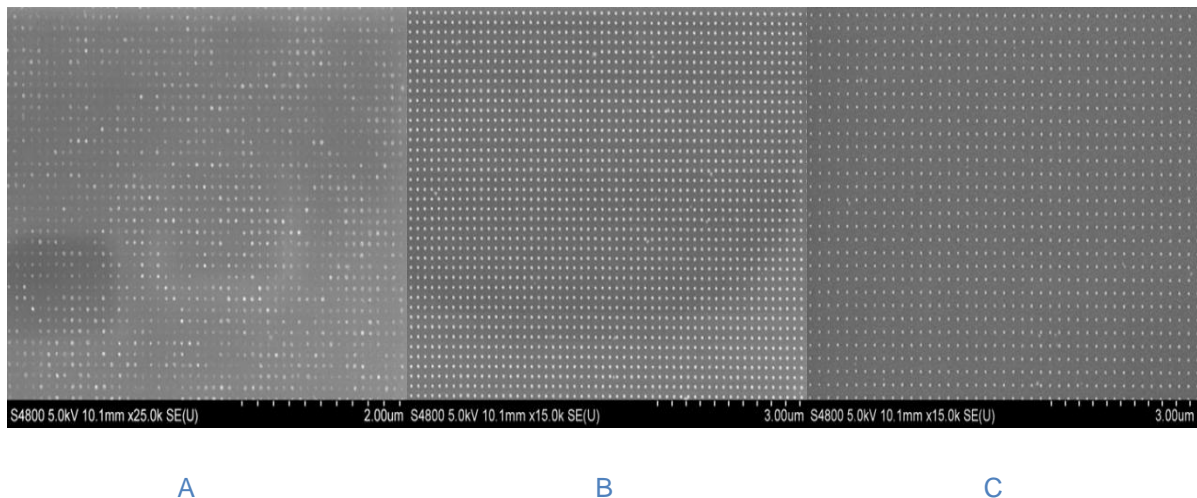 S4800 5.0kV 10.1mm x25.0k SE(U) 2.00um
S4800 5.0kV 10.1mm x15.0k SE(U) 3.00um
S4800 5.0kV 10.1mm x15.0k SE(U) 3.00um
A
B
C